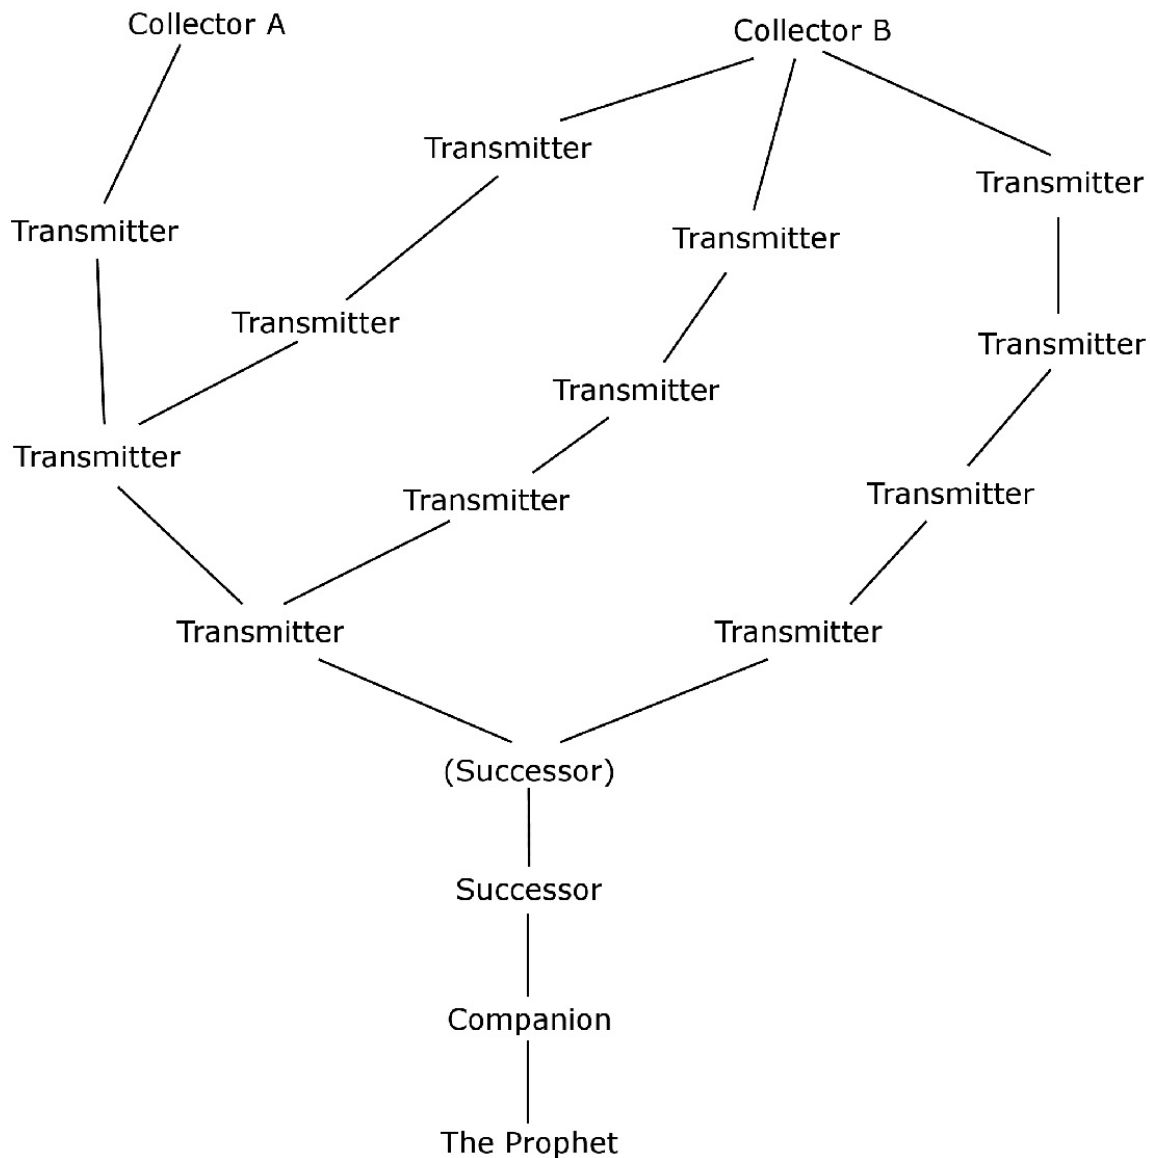 Collector A
Collector B
Transmitter
Transmitter
Transmitter
Transmitter
Transmitter
Transmitter
Transmitter
Transmitter
Transmitter
Transmitter
Transmitter
Transmitter
(Successor)
Successor
Companion
The Prophet